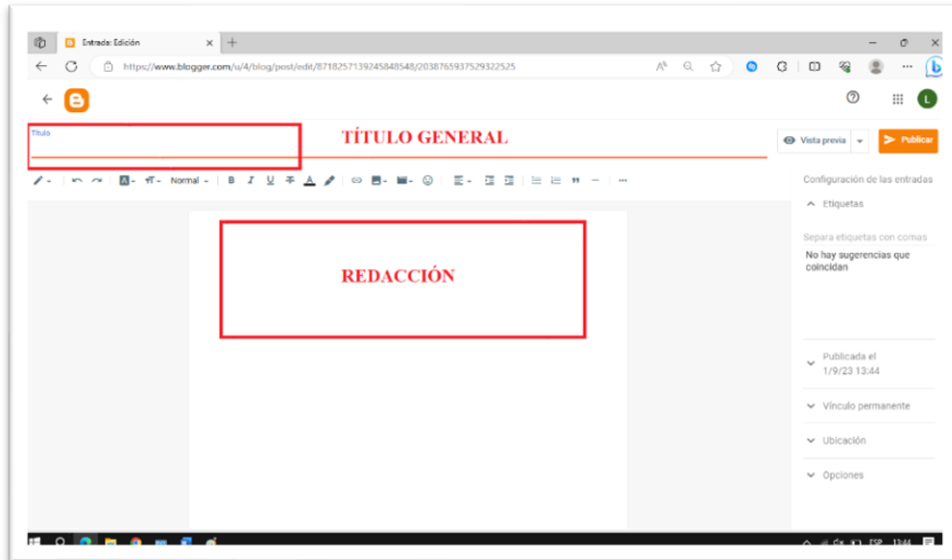 Entrada: Edición
https://www.blogger.com/u/4/blog/post/edit/8718257139245848548/2038765937529322525
L
Título
TÍTULO GENERAL
Vista previa
Publicar
Normal
Configuración de las entradas
Etiquetas
Separa etiquetas con comas
No hay sugerencias que
coincidan
REDACCIÓN
Publicada el
1/9/23 13:44
Vínculo permanente
Ubicación
Opciones
ESP
13:44